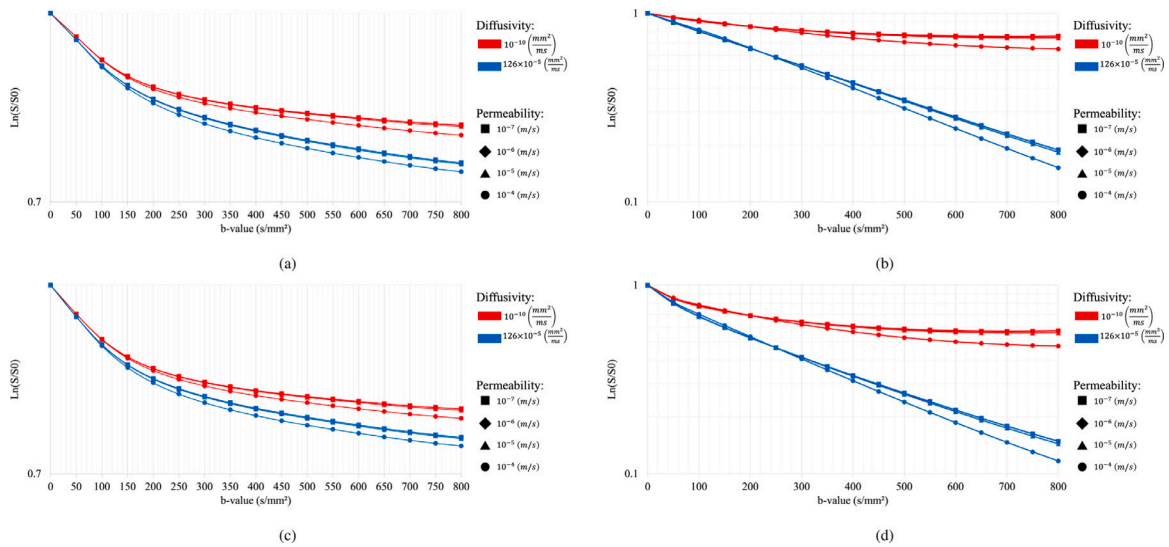 Ln(S/S0)
0.7
0 50 100 150 200 250 300 350 400 450 500 550 600 650 700 750 800
b-value (s/mm²)
Diffusivity:
10⁻¹⁰ (mm²/ms)
126×10⁻⁵ (mm²/ms)
Permeability:
10⁻⁷ (m/s)
10⁻⁶ (m/s)
10⁻⁵ (m/s)
10⁻⁴ (m/s)
(a)
Ln(S/S0)
1
0.1
0 100 200 300 400 500 600 700 800
b-value (s/mm²)
Diffusivity:
10⁻¹⁰ (mm²/ms)
126×10⁻⁵ (mm²/ms)
Permeability:
10⁻⁷ (m/s)
10⁻⁶ (m/s)
10⁻⁵ (m/s)
10⁻⁴ (m/s)
(b)
Ln(S/S0)
0.7
0 50 100 150 200 250 300 350 400 450 500 550 600 650 700 750 800
b-value (s/mm²)
Diffusivity:
10⁻¹⁰ (mm²/ms)
126×10⁻⁵ (mm²/ms)
Permeability:
10⁻⁷ (m/s)
10⁻⁶ (m/s)
10⁻⁵ (m/s)
10⁻⁴ (m/s)
(c)
Ln(S/S0)
1
0.1
0 100 200 300 400 500 600 700 800
b-value (s/mm²)
Diffusivity:
10⁻¹⁰ (mm²/ms)
126×10⁻⁵ (mm²/ms)
Permeability:
10⁻⁷ (m/s)
10⁻⁶ (m/s)
10⁻⁵ (m/s)
10⁻⁴ (m/s)
(d)